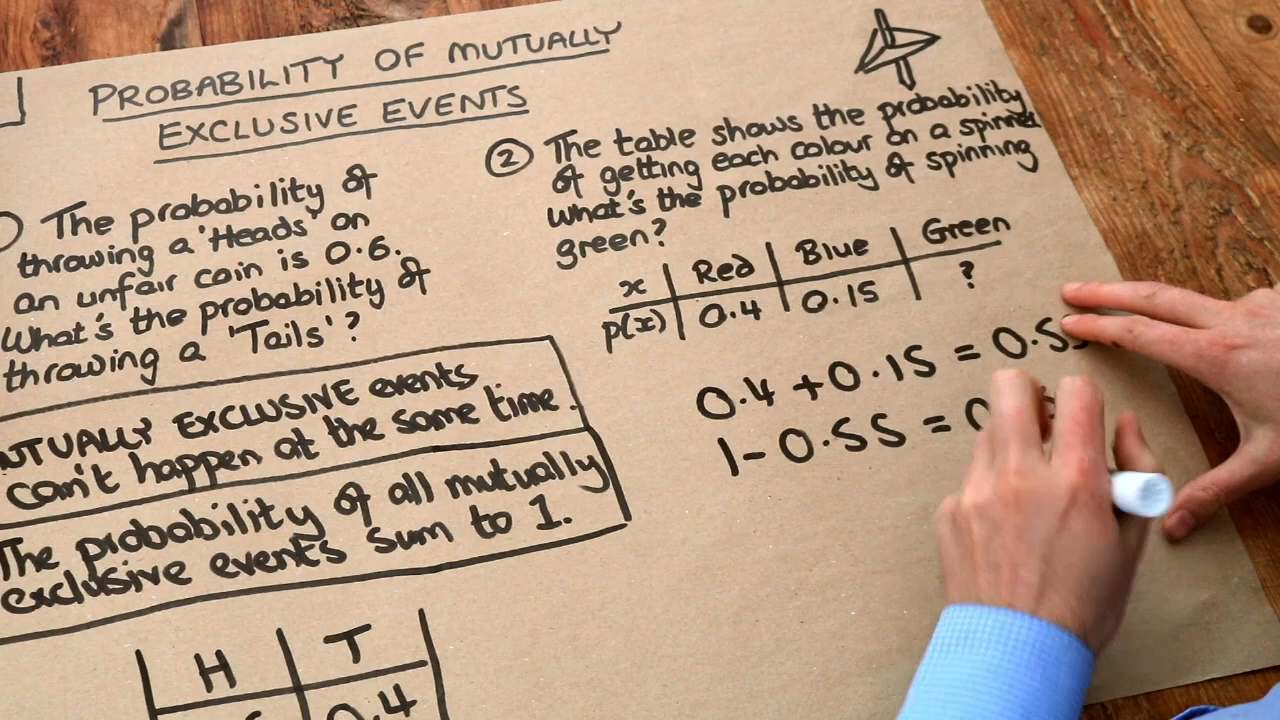 PROBABILITY OF MUTUALLY
EXCLUSIVE EVENTS
The probability of
throwing a 'Heads' on
an unfair coin is 0.6.
What's the probability of
throwing a 'Tails'?
MUTUALLY EXCLUSIVE events
can't happen at the same time.
The probability of all mutually
exclusive events sum to 1.
H T
0.4
② The table shows the probability
of getting each colour on a spinner
what's the probability of spinning
green?
x Red Blue Green
p(x) 0.4 0.15 ?
0.4 + 0.15 = 0.55
1 - 0.55 =